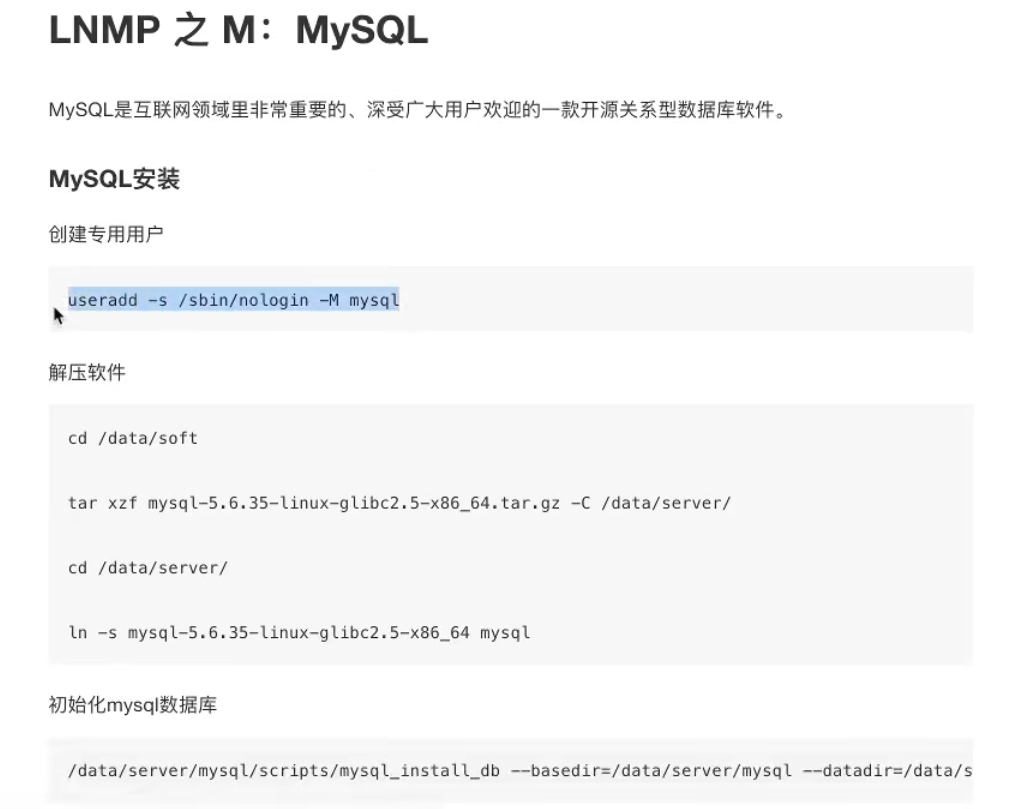 LNMP 之 M：MySQL
MySQL是互联网领域里非常重要的、深受广大用户欢迎的一款开源关系型数据库软件。
MySQL安装
创建专用用户
useradd -s /sbin/nologin -M mysql
解压软件
cd /data/soft
tar xzf mysql-5.6.35-linux-glibc2.5-x86_64.tar.gz -C /data/server/
cd /data/server/
ln -s mysql-5.6.35-linux-glibc2.5-x86_64 mysql
初始化mysql数据库
/data/server/mysql/scripts/mysql_install_db --basedir=/data/server/mysql --datadir=/data/s